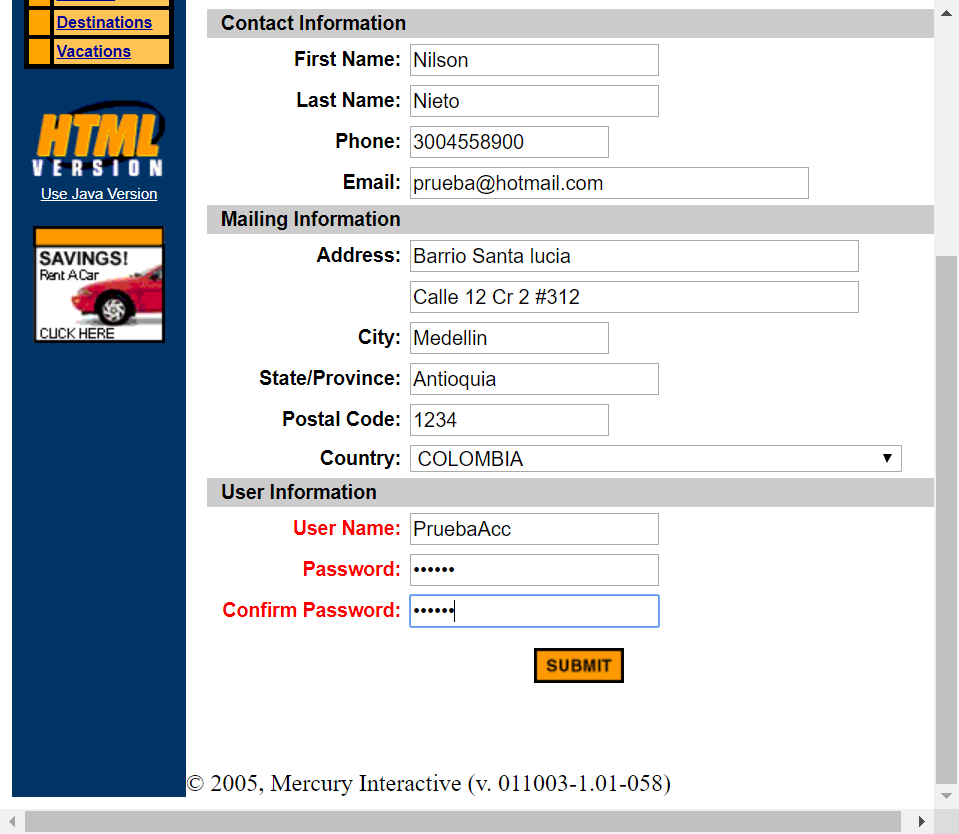 Destinations
Vacations
HTML
VERSION
Use Java Version
SAVINGS!
Rent A Car
CLICK HERE
Contact Information
First Name: Nilson
Last Name: Nieto
Phone: 3004558900
Email: prueba@hotmail.com
Mailing Information
Address: Barrio Santa lucia
Calle 12 Cr 2 #312
City: Medellin
State/Province: Antioquia
Postal Code: 1234
Country: COLOMBIA
User Information
User Name: PruebaAcc
Password: ••••••
Confirm Password: ••••••
SUBMIT
© 2005, Mercury Interactive (v. 011003-1.01-058)